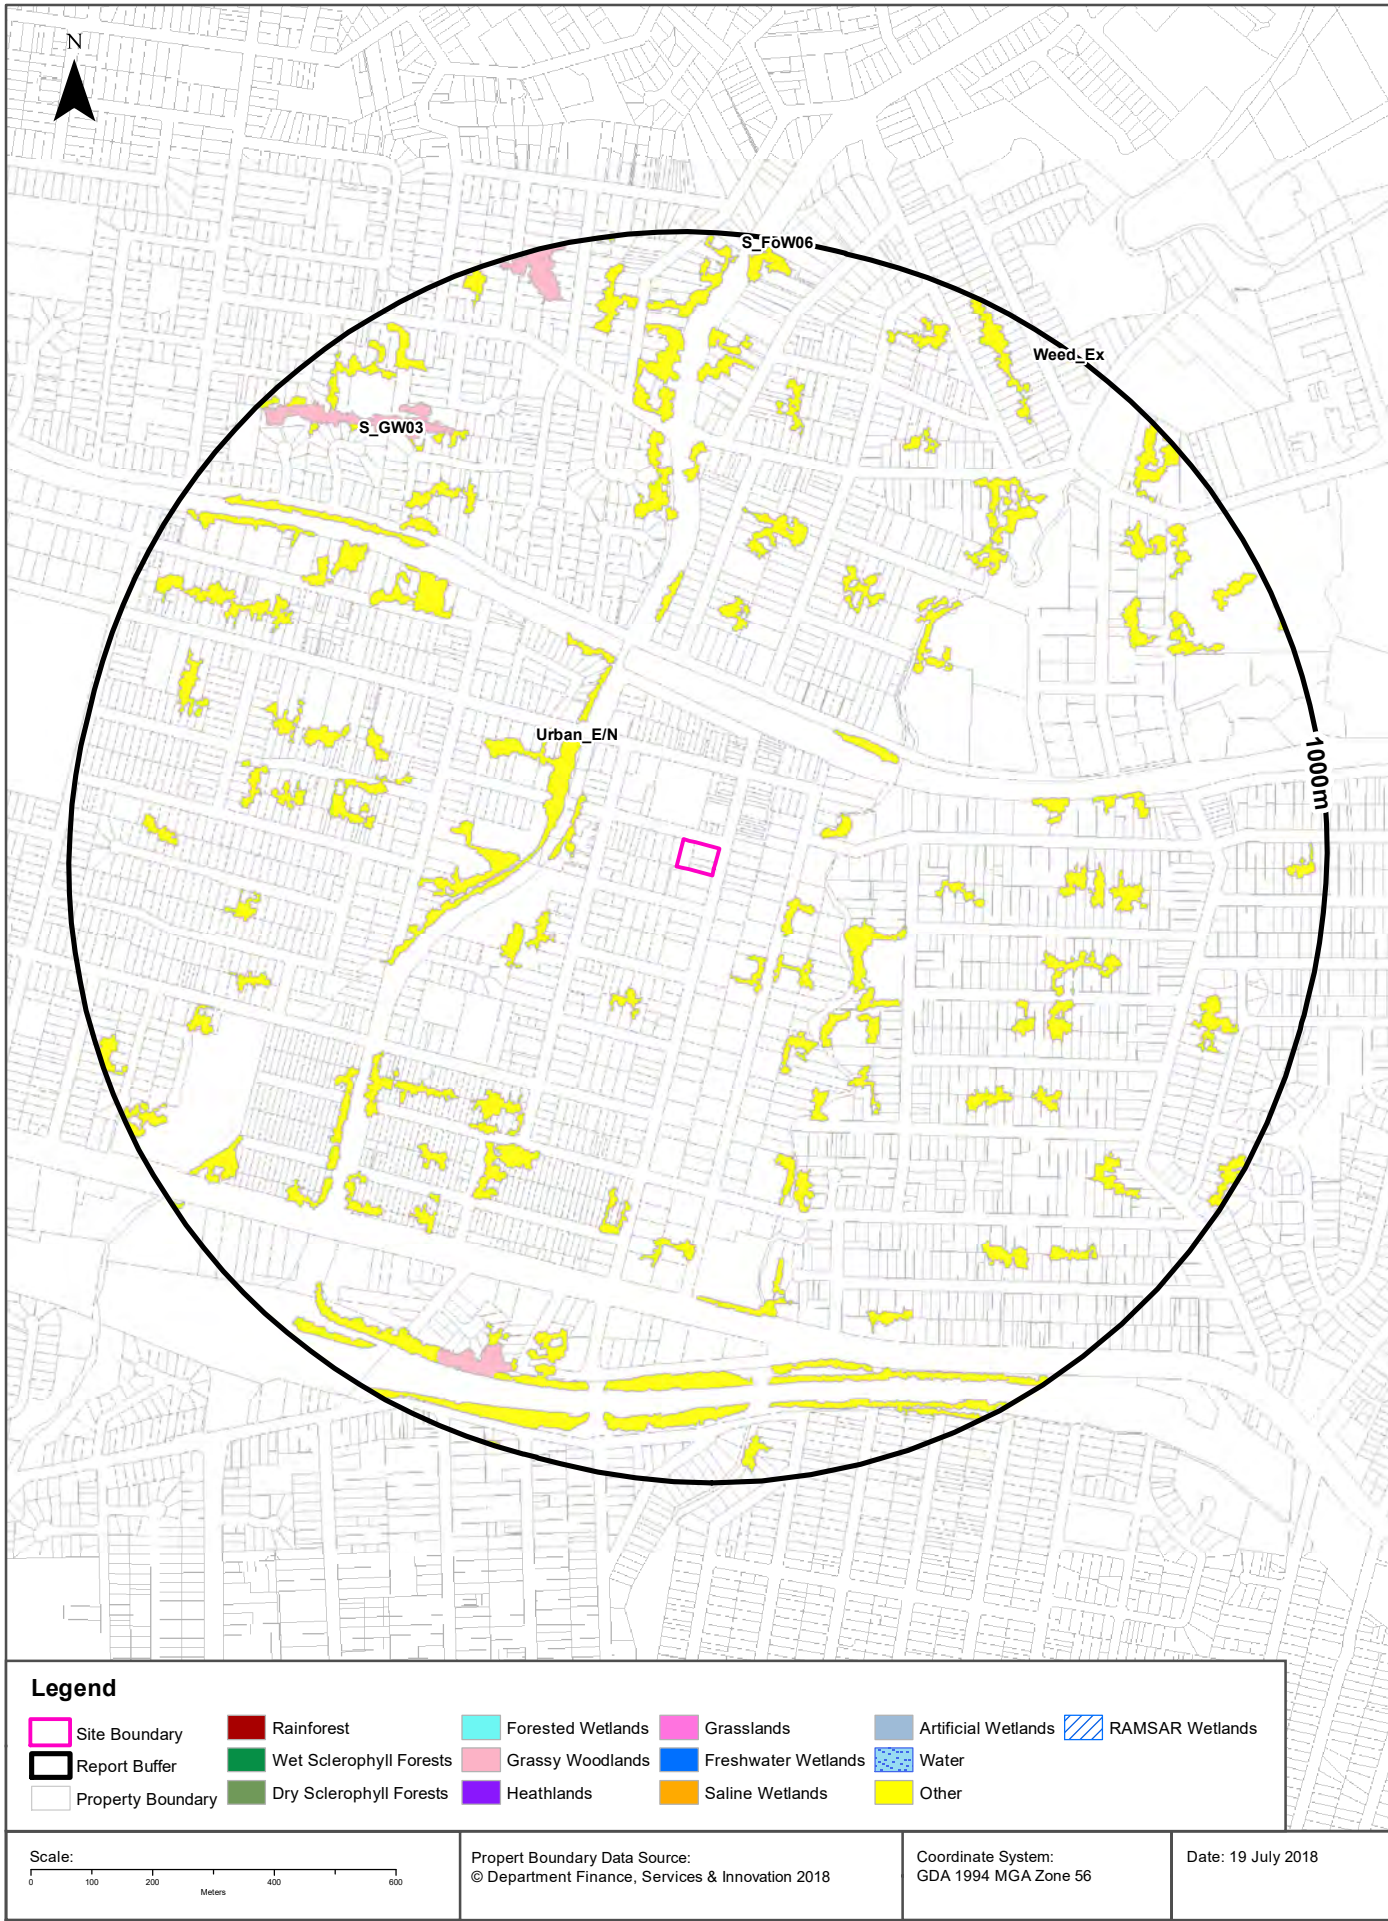 N
S_FoW06
Weed_Ex
S_GW03
Urban_E/N
1000m
Legend
Site Boundary
Report Buffer
Property Boundary
Rainforest
Wet Sclerophyll Forests
Dry Sclerophyll Forests
Forested Wetlands
Grassy Woodlands
Heathlands
Grasslands
Freshwater Wetlands
Saline Wetlands
Artificial Wetlands
Water
Other
RAMSAR Wetlands
Scale:
0 100 200 400 600
Meters
Propert Boundary Data Source:
© Department Finance, Services & Innovation 2018
Coordinate System:
GDA 1994 MGA Zone 56
Date: 19 July 2018